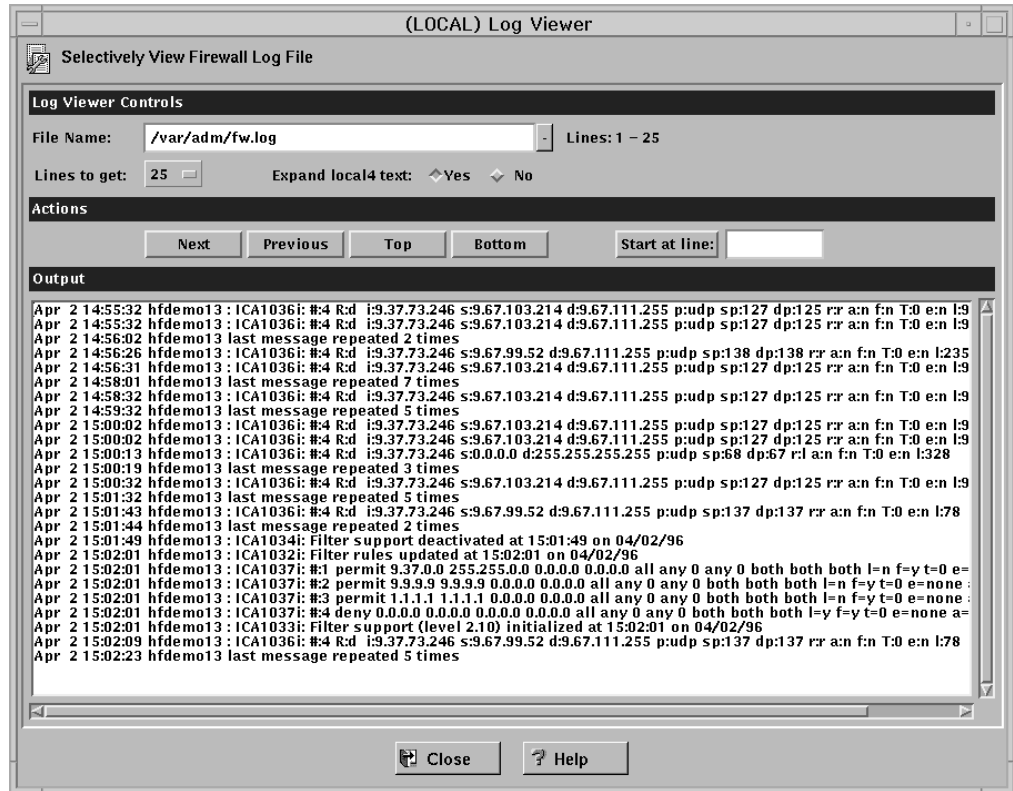 (LOCAL) Log Viewer
Selectively View Firewall Log File
Log Viewer Controls
File Name: /var/adm/fw.log - Lines: 1 – 25
Lines to get: 25 Expand local4 text: Yes No
Actions
Next Previous Top Bottom Start at line:
Output
Apr 2 14:55:32 hfdemo13 : ICA1036i: #:4 R:d i:9.37.73.246 s:9.67.103.214 d:9.67.111.255 p:udp sp:127 dp:125 r:r a:n f:n T:0 e:n l:9
Apr 2 14:55:32 hfdemo13 : ICA1036i: #:4 R:d i:9.37.73.246 s:9.67.103.214 d:9.67.111.255 p:udp sp:127 dp:125 r:r a:n f:n T:0 e:n l:9
Apr 2 14:56:02 hfdemo13 last message repeated 2 times
Apr 2 14:56:26 hfdemo13 : ICA1036i: #:4 R:d i:9.37.73.246 s:9.67.99.52 d:9.67.111.255 p:udp sp:138 dp:138 r:r a:n f:n T:0 e:n l:235
Apr 2 14:56:31 hfdemo13 : ICA1036i: #:4 R:d i:9.37.73.246 s:9.67.103.214 d:9.67.111.255 p:udp sp:127 dp:125 r:r a:n f:n T:0 e:n l:9
Apr 2 14:58:01 hfdemo13 last message repeated 7 times
Apr 2 14:58:32 hfdemo13 : ICA1036i: #:4 R:d i:9.37.73.246 s:9.67.103.214 d:9.67.111.255 p:udp sp:127 dp:125 r:r a:n f:n T:0 e:n l:9
Apr 2 14:59:32 hfdemo13 last message repeated 5 times
Apr 2 15:00:02 hfdemo13 : ICA1036i: #:4 R:d i:9.37.73.246 s:9.67.103.214 d:9.67.111.255 p:udp sp:127 dp:125 r:r a:n f:n T:0 e:n l:9
Apr 2 15:00:02 hfdemo13 : ICA1036i: #:4 R:d i:9.37.73.246 s:9.67.103.214 d:9.67.111.255 p:udp sp:127 dp:125 r:r a:n f:n T:0 e:n l:9
Apr 2 15:00:13 hfdemo13 : ICA1036i: #:4 R:d i:9.37.73.246 s:0.0.0.0 d:255.255.255.255 p:udp sp:68 dp:67 r:l a:n f:n T:0 e:n l:328
Apr 2 15:00:19 hfdemo13 last message repeated 3 times
Apr 2 15:00:32 hfdemo13 : ICA1036i: #:4 R:d i:9.37.73.246 s:9.67.103.214 d:9.67.111.255 p:udp sp:127 dp:125 r:r a:n f:n T:0 e:n l:9
Apr 2 15:01:32 hfdemo13 last message repeated 5 times
Apr 2 15:01:43 hfdemo13 : ICA1036i: #:4 R:d i:9.37.73.246 s:9.67.99.52 d:9.67.111.255 p:udp sp:137 dp:137 r:r a:n f:n T:0 e:n l:78
Apr 2 15:01:44 hfdemo13 last message repeated 2 times
Apr 2 15:01:49 hfdemo13 : ICA1034i: Filter support deactivated at 15:01:49 on 04/02/96
Apr 2 15:02:01 hfdemo13 : ICA1032i: Filter rules updated at 15:02:01 on 04/02/96
Apr 2 15:02:01 hfdemo13 : ICA1037i: #:1 permit 9.37.0.0 255.255.0.0 0.0.0.0 0.0.0.0 all any 0 any 0 both both both l=n f=y t=0 e=
Apr 2 15:02:01 hfdemo13 : ICA1037i: #:2 permit 9.9.9.9 9.9.9.9 0.0.0.0 0.0.0.0 all any 0 any 0 both both both l=n f=y t=0 e=none
Apr 2 15:02:01 hfdemo13 : ICA1037i: #:3 permit 1.1.1.1 1.1.1.1 0.0.0.0 0.0.0.0 all any 0 any 0 both both both l=n f=y t=0 e=none
Apr 2 15:02:01 hfdemo13 : ICA1037i: #:4 deny 0.0.0.0 0.0.0.0 0.0.0.0 0.0.0.0 all any 0 any 0 both both both l=y f=y t=0 e=none a=
Apr 2 15:02:01 hfdemo13 : ICA1033i: Filter support (level 2.10) initialized at 15:02:01 on 04/02/96
Apr 2 15:02:09 hfdemo13 : ICA1036i: #:4 R:d i:9.37.73.246 s:9.67.99.52 d:9.67.111.255 p:udp sp:137 dp:137 r:r a:n f:n T:0 e:n l:78
Apr 2 15:02:23 hfdemo13 last message repeated 5 times
Close ? Help